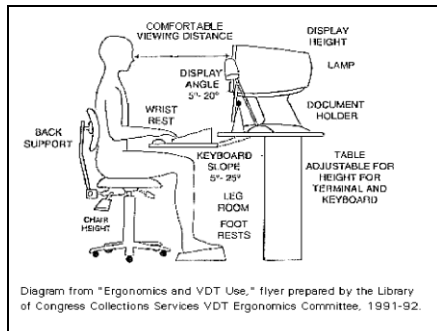 COMFORTABLE
VIEWING DISTANCE
DISPLAY
HEIGHT
LAMP
DISPLAY
ANGLE
5°- 20°
WRIST
REST
DOCUMENT
HOLDER
BACK
SUPPORT
KEYBOARD
SLOPE
5°- 25°
TABLE
ADJUSTABLE FOR
HEIGHT FOR
TERMINAL AND
KEYBOARD
LEG
ROOM
CHAIR
HEIGHT
FOOT
RESTS
Diagram from "Ergonomics and VDT Use," flyer prepared by the Library
of Congress Collections Services VDT Ergonomics Committee, 1991-92.